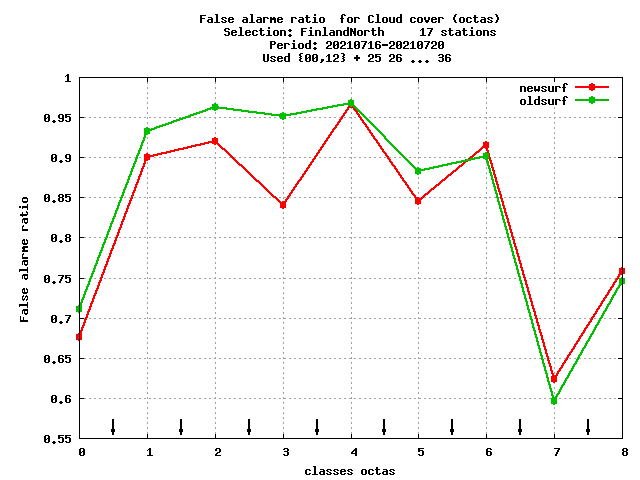 False alarme ratio  for Cloud cover (octas)
Selection: FinlandNorth     17 stations
Period: 20210716-20210720
Used {00,12} + 25 26 ... 36
newsurf
oldsurf
1
0.95
0.9
0.85
0.8
0.75
0.7
0.65
0.6
0.55
False alarme ratio
0 1 2 3 4 5 6 7 8
classes octas